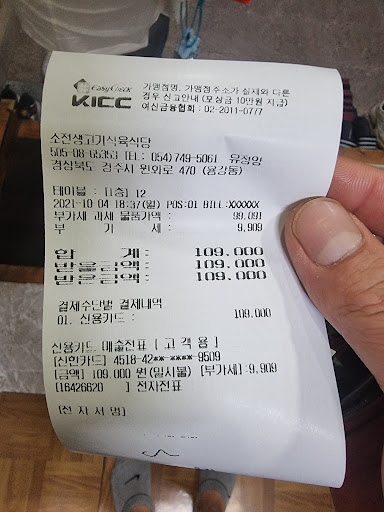 EasyCheck
KICC
가맹점명, 가맹점주소가 실제와 다른
경우 신고안내 (포상금 10만원 지급)
여신금융협회 : 02-2011-0777
소전생고기식육식당
505-08-65353 TEL: (054)749-5061
경상북도 경주시 원화로 470 (용강동)
테이블 : [1층] 12
2021-10-04 18:37(월) POS:01 BILL:XXXXXX
부가세 과세 물품가액 : 99,091
부 가 세 : 9,909
합 계 : 109,000
받을금액: 109,000
받은금액: 109,000
결제수단별 결제내역
01. 신용카드 : 109,000
신용카드 매출전표 [ 고 객 용 ]
[신한카드] 4518-42**-****-9509
[금액] 109,000 원(일시불) [부가세]:9,909
[16426620 ] 전자전표
[전 자 서 명]